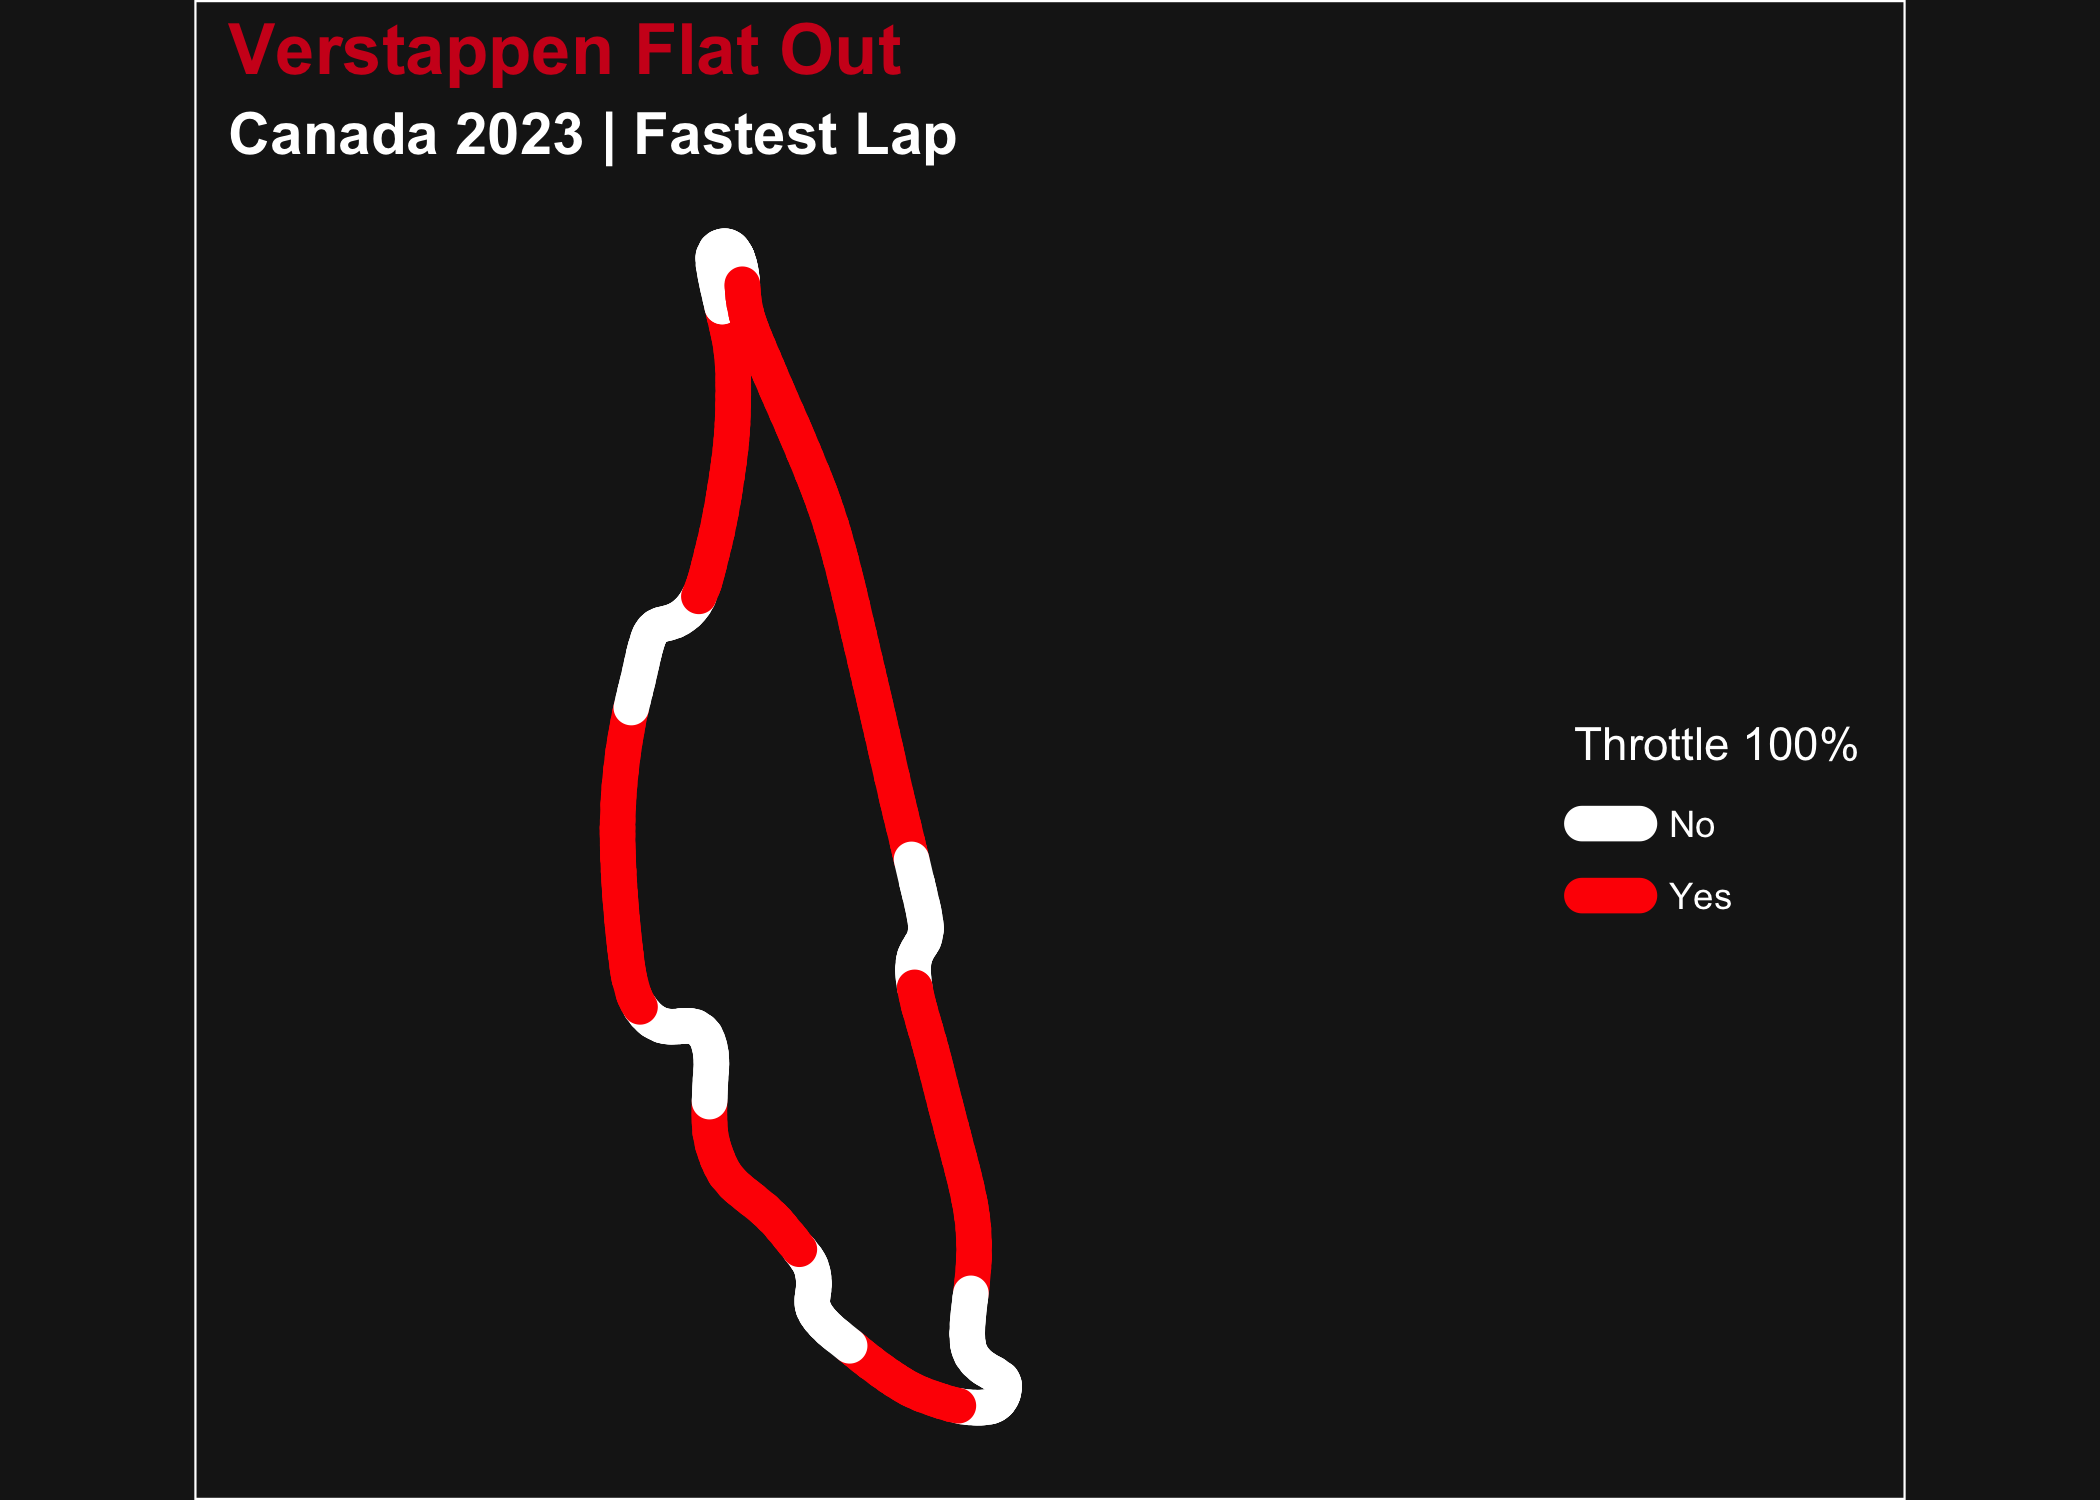 Verstappen Flat Out
Canada 2023 | Fastest Lap
Throttle 100%
No
Yes